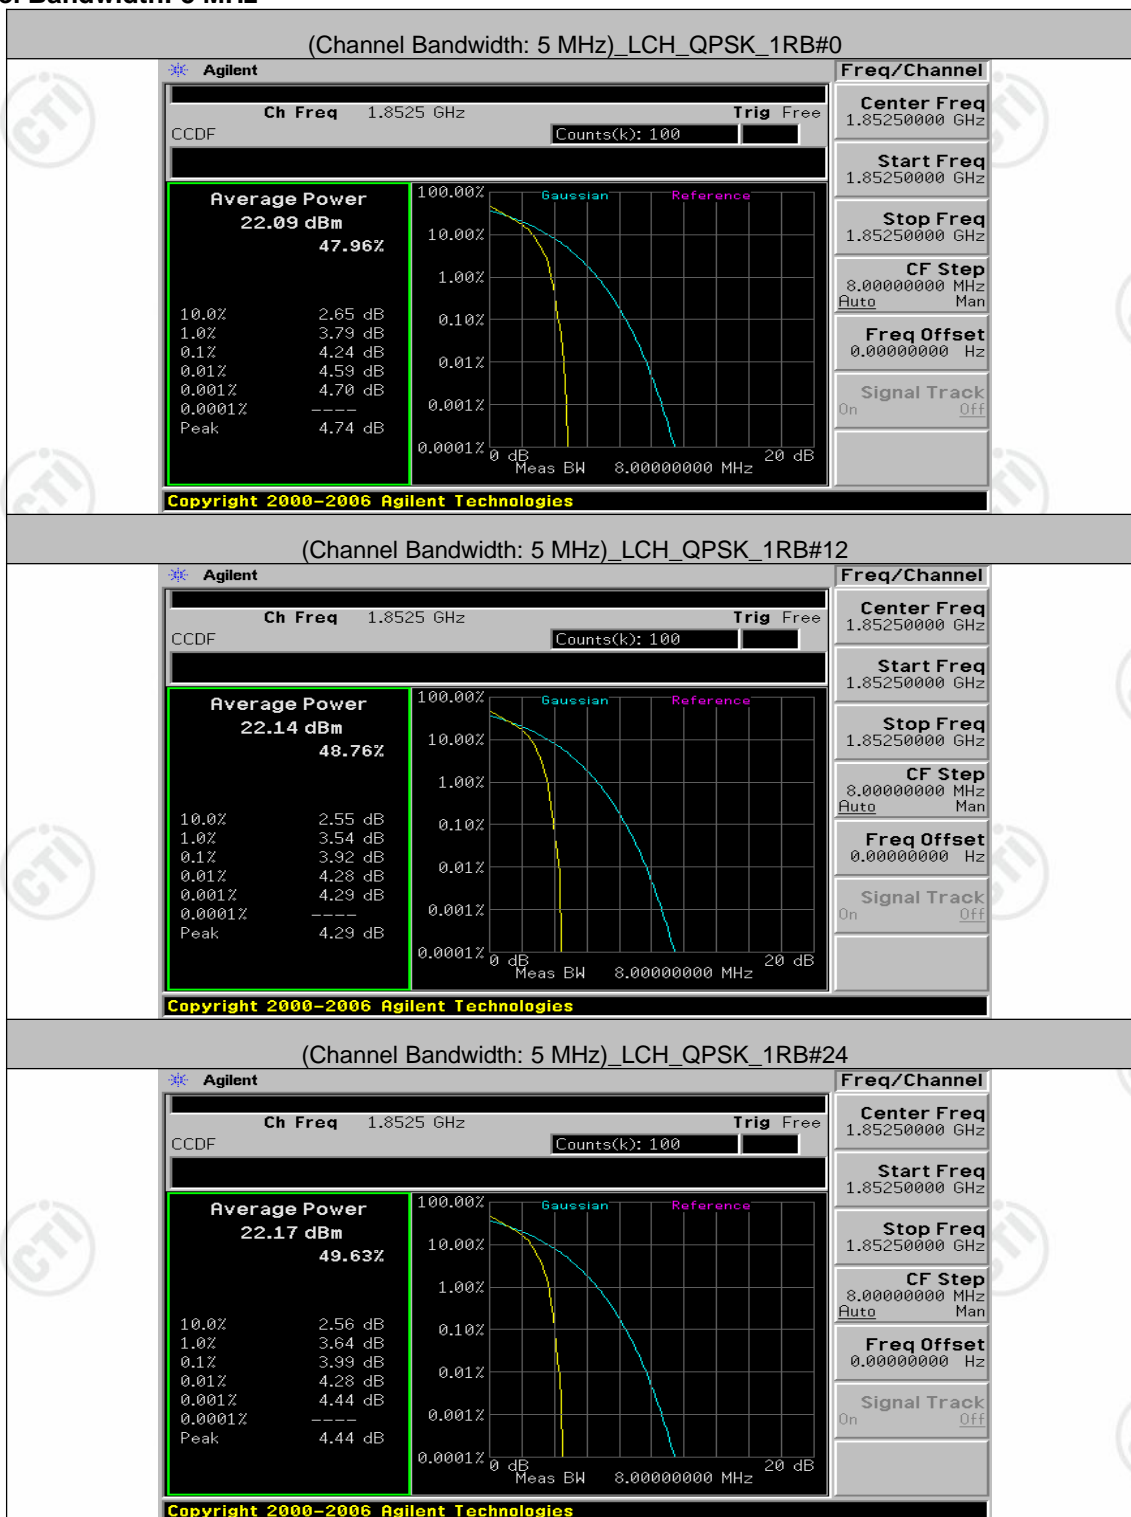 (Channel Bandwidth: 5 MHz)_LCH_QPSK_1RB#0
Agilent
Freq/Channel
Ch Freq 1.8525 GHz Trig Free
CCDF Counts(k): 100
Average Power
22.09 dBm
47.96%
10.0% 2.65 dB
1.0% 3.79 dB
0.1% 4.24 dB
0.01% 4.59 dB
0.001% 4.70 dB
0.0001% ----
Peak 4.74 dB
100.00%
Gaussian Reference
10.00%
1.00%
0.10%
0.01%
0.001%
0.0001%
0 dB 20 dB
Meas BW 8.00000000 MHz
Center Freq
1.85250000 GHz
Start Freq
1.85250000 GHz
Stop Freq
1.85250000 GHz
CF Step
8.00000000 MHz
Auto Man
Freq Offset
0.00000000 Hz
Signal Track
On Off
Copyright 2000-2006 Agilent Technologies
(Channel Bandwidth: 5 MHz)_LCH_QPSK_1RB#12
Agilent
Freq/Channel
Ch Freq 1.8525 GHz Trig Free
CCDF Counts(k): 100
Average Power
22.14 dBm
48.76%
10.0% 2.55 dB
1.0% 3.54 dB
0.1% 3.92 dB
0.01% 4.28 dB
0.001% 4.29 dB
0.0001% ----
Peak 4.29 dB
100.00%
Gaussian Reference
10.00%
1.00%
0.10%
0.01%
0.001%
0.0001%
0 dB 20 dB
Meas BW 8.00000000 MHz
Center Freq
1.85250000 GHz
Start Freq
1.85250000 GHz
Stop Freq
1.85250000 GHz
CF Step
8.00000000 MHz
Auto Man
Freq Offset
0.00000000 Hz
Signal Track
On Off
Copyright 2000-2006 Agilent Technologies
(Channel Bandwidth: 5 MHz)_LCH_QPSK_1RB#24
Agilent
Freq/Channel
Ch Freq 1.8525 GHz Trig Free
CCDF Counts(k): 100
Average Power
22.17 dBm
49.63%
10.0% 2.56 dB
1.0% 3.64 dB
0.1% 3.99 dB
0.01% 4.28 dB
0.001% 4.44 dB
0.0001% ----
Peak 4.44 dB
100.00%
Gaussian Reference
10.00%
1.00%
0.10%
0.01%
0.001%
0.0001%
0 dB 20 dB
Meas BW 8.00000000 MHz
Center Freq
1.85250000 GHz
Start Freq
1.85250000 GHz
Stop Freq
1.85250000 GHz
CF Step
8.00000000 MHz
Auto Man
Freq Offset
0.00000000 Hz
Signal Track
On Off
Copyright 2000-2006 Agilent Technologies
CTI
CTI
CTI
CTI
CTI
CTI
CTI
CTI